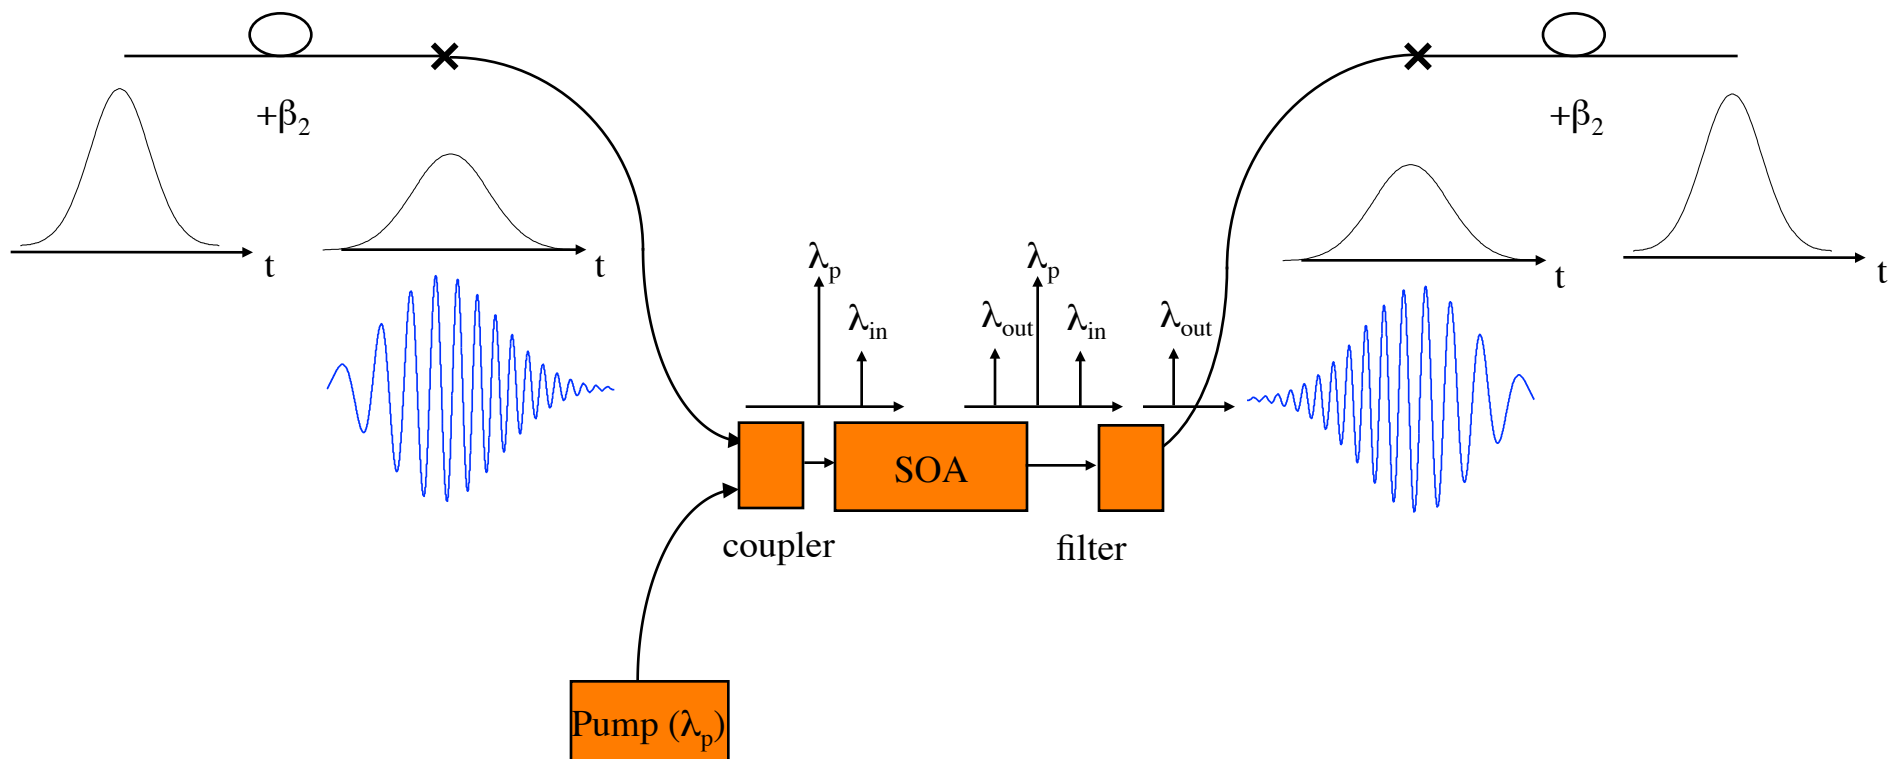 +β₂
+β₂
t
t
t
t
λp
λin
λout
λp
λin
λout
SOA
coupler
filter
Pump (λp)